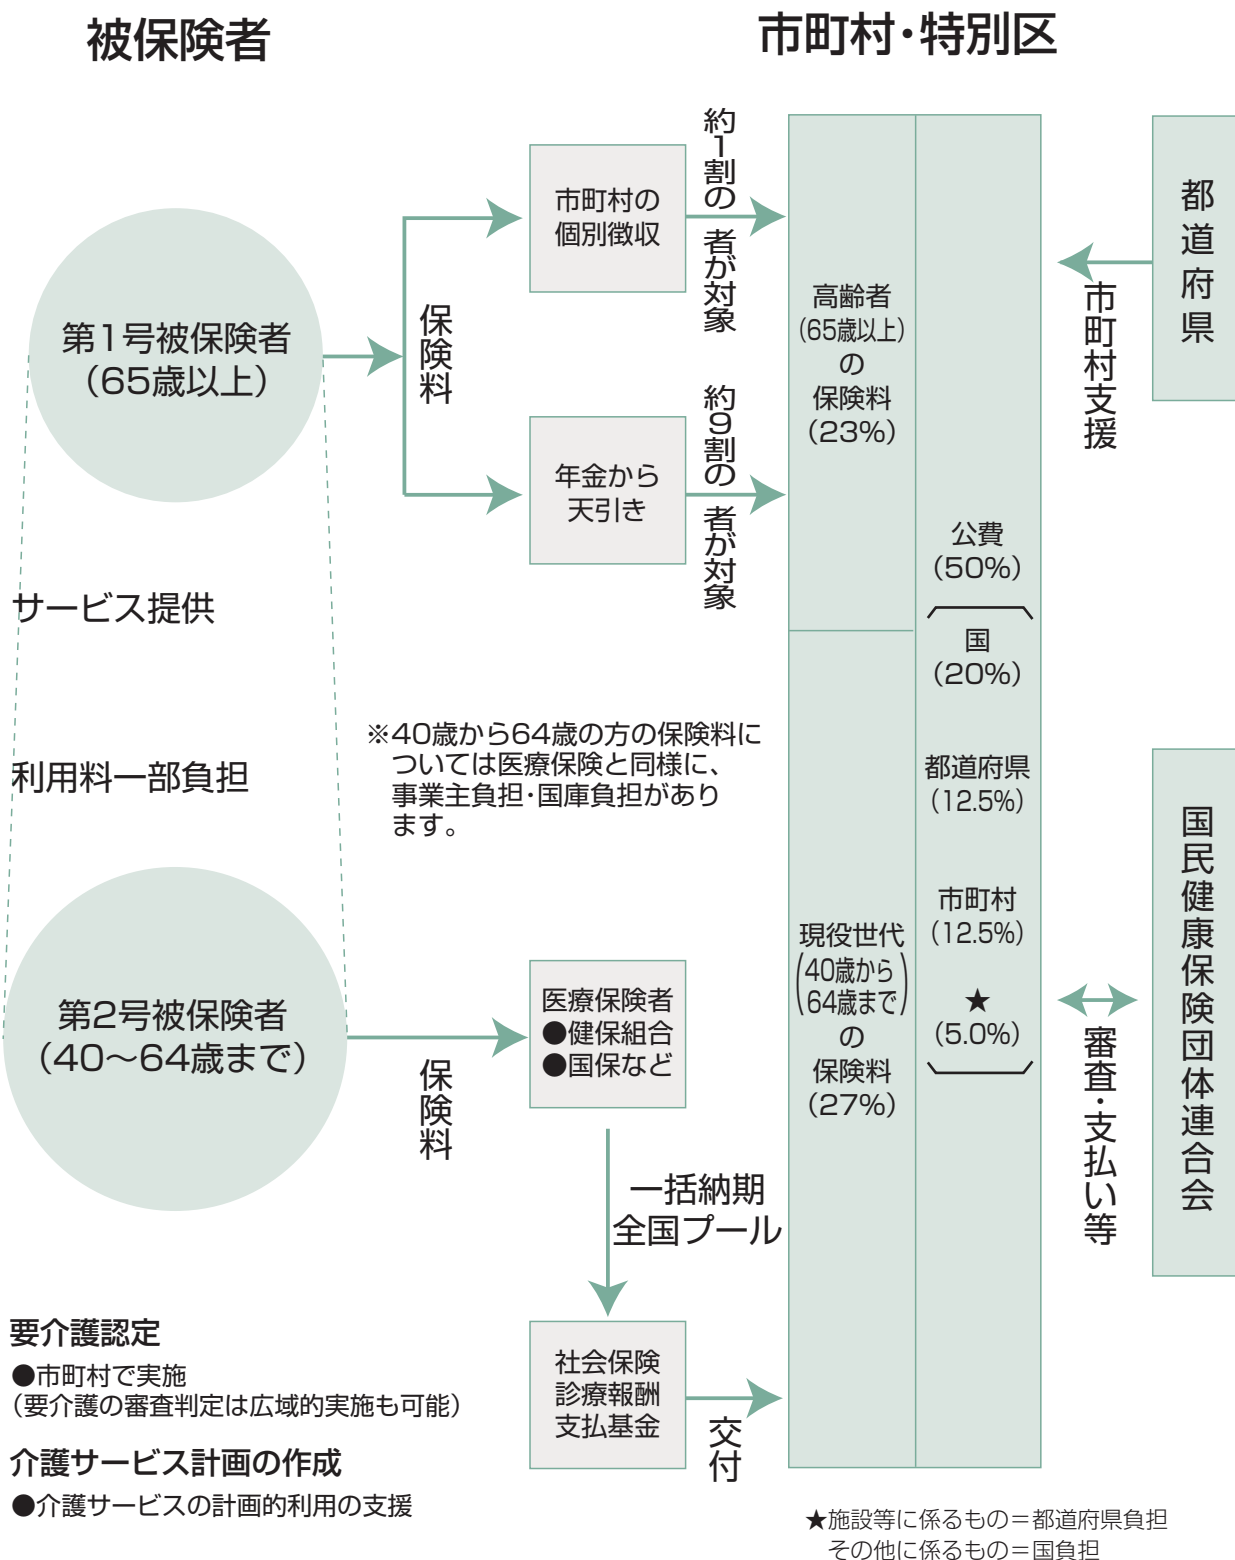 被保険者
市町村・特別区
第1号被保険者
（65歳以上）
保険料
市町村の
個別徴収
約1割の
者が対象
年金から
天引き
約9割の
者が対象
高齢者
（65歳以上）
の
保険料
（23%）
公費
（50%）
国
（20%）
都道府県
（12.5%）
市町村
（12.5%）
★
（5.0%）
都道府県
市町村支援
サービス提供
利用料一部負担
※40歳から64歳の方の保険料に
ついては医療保険と同様に、
事業主負担・国庫負担があり
ます。
第2号被保険者
（40〜64歳まで）
保険料
医療保険者
●健保組合
●国保など
現役世代
（40歳から
64歳まで）
の
保険料
（27%）
国民健康保険団体連合会
審査・支払い等
一括納期
全国プール
社会保険
診療報酬
支払基金
交付
要介護認定
●市町村で実施
（要介護の審査判定は広域的実施も可能）
介護サービス計画の作成
●介護サービスの計画的利用の支援
★施設等に係るもの＝都道府県負担
その他に係るもの＝国負担